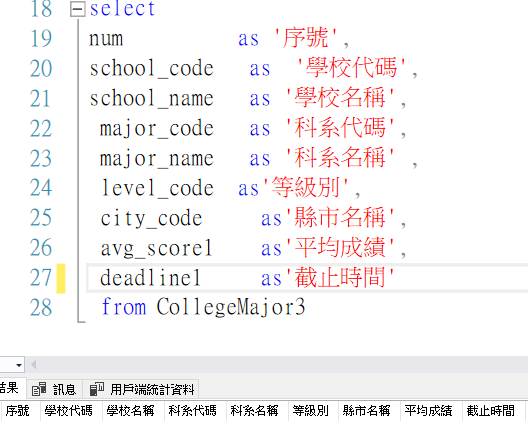 18 select
19 num as '序號',
20 school_code as '學校代碼',
21 school_name as '學校名稱',
22 major_code as '科系代碼',
23 major_name as '科系名稱' ,
24 level_code as'等級別',
25 city_code as'縣市名稱',
26 avg_score1 as'平均成績',
27 deadline1 as'截止時間'
28 from CollegeMajor3
結果 訊息 用戶端統計資料
序號 學校代碼 學校名稱 科系代碼 科系名稱 等級別 縣市名稱 平均成績 截止時間